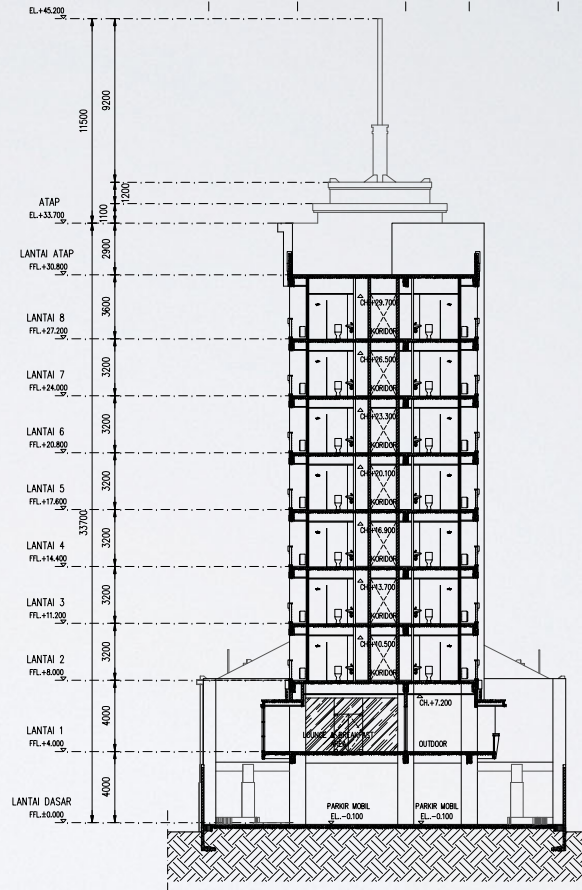 EL.+45.200
9200
11500
1200
1100
ATAP
EL.+33.700
2900
LANTAI ATAP
FFL.+30.800
3600
CH.+29.700
KORIDOR
LANTAI 8
FFL.+27.200
3200
CH.+26.500
KORIDOR
LANTAI 7
FFL.+24.000
3200
CH.+23.300
KORIDOR
LANTAI 6
FFL.+20.800
3200
CH.+20.100
KORIDOR
LANTAI 5
FFL.+17.600
33700
3200
CH.+16.900
KORIDOR
LANTAI 4
FFL.+14.400
3200
CH.+13.700
KORIDOR
LANTAI 3
FFL.+11.200
3200
CH.+10.500
KORIDOR
LANTAI 2
FFL.+8.000
4000
CH.+7.200
LOUNGE & BREAKFAST
AREA
OUTDOOR
LANTAI 1
FFL.+4.000
4000
LANTAI DASAR
FFL.±0.000
PARKIR MOBIL
EL.-0.100
PARKIR MOBIL
EL.-0.100